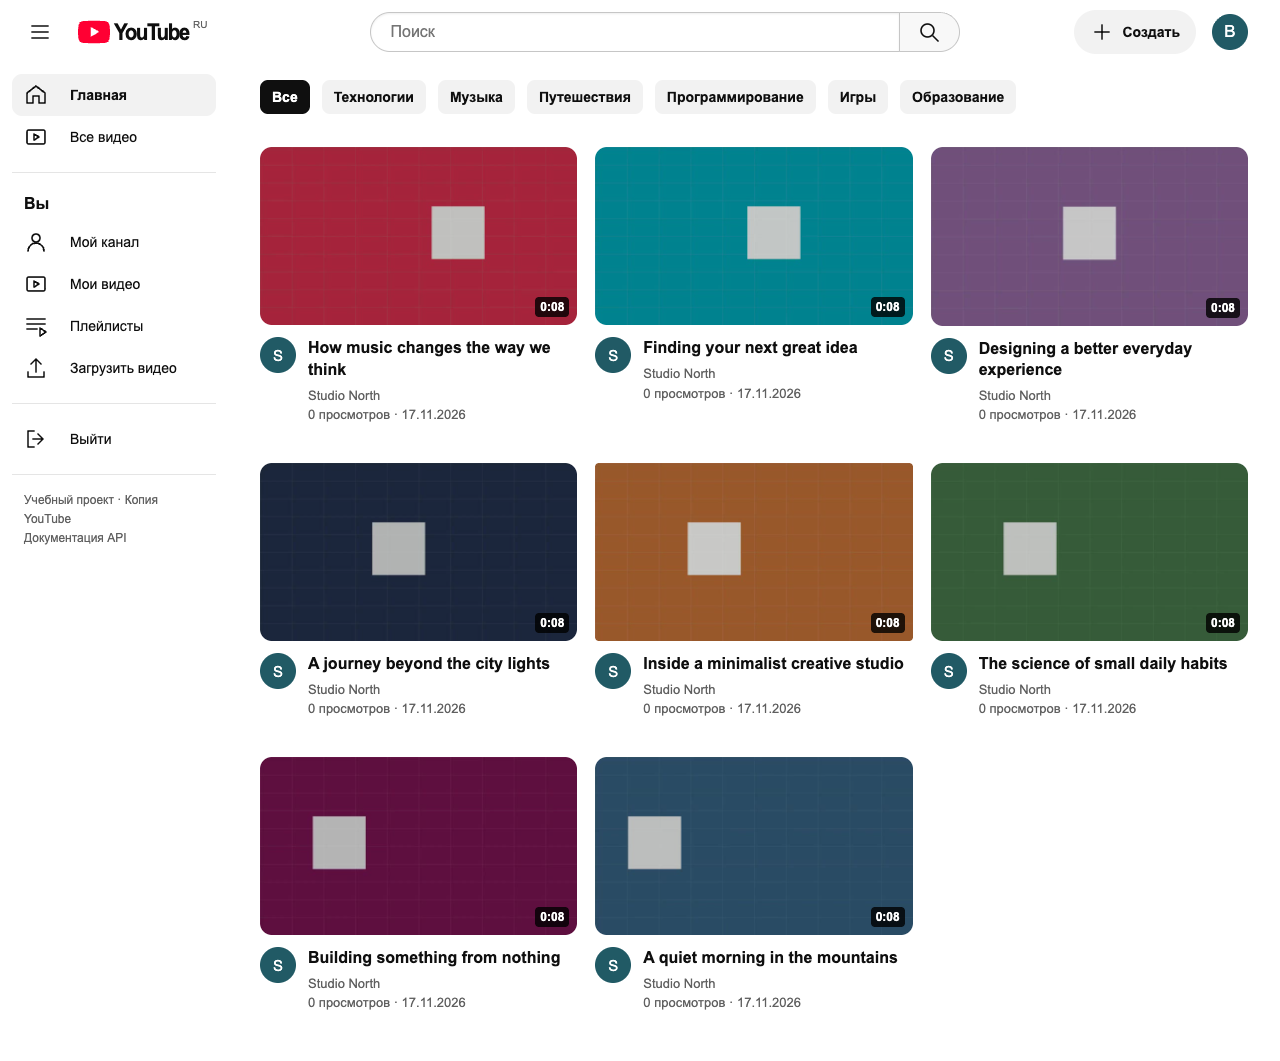 YouTube RU
Поиск
Создать
B
Главная
Все видео
Вы
Мой канал
Мои видео
Плейлисты
Загрузить видео
Выйти
Учебный проект · Копия
YouTube
Документация API
Все
Технологии
Музыка
Путешествия
Программирование
Игры
Образование
0:08
S
How music changes the way we
think
Studio North
0 просмотров · 17.11.2026
0:08
S
Finding your next great idea
Studio North
0 просмотров · 17.11.2026
0:08
S
Designing a better everyday
experience
Studio North
0 просмотров · 17.11.2026
0:08
S
A journey beyond the city lights
Studio North
0 просмотров · 17.11.2026
0:08
S
Inside a minimalist creative studio
Studio North
0 просмотров · 17.11.2026
0:08
S
The science of small daily habits
Studio North
0 просмотров · 17.11.2026
0:08
S
Building something from nothing
Studio North
0 просмотров · 17.11.2026
0:08
S
A quiet morning in the mountains
Studio North
0 просмотров · 17.11.2026